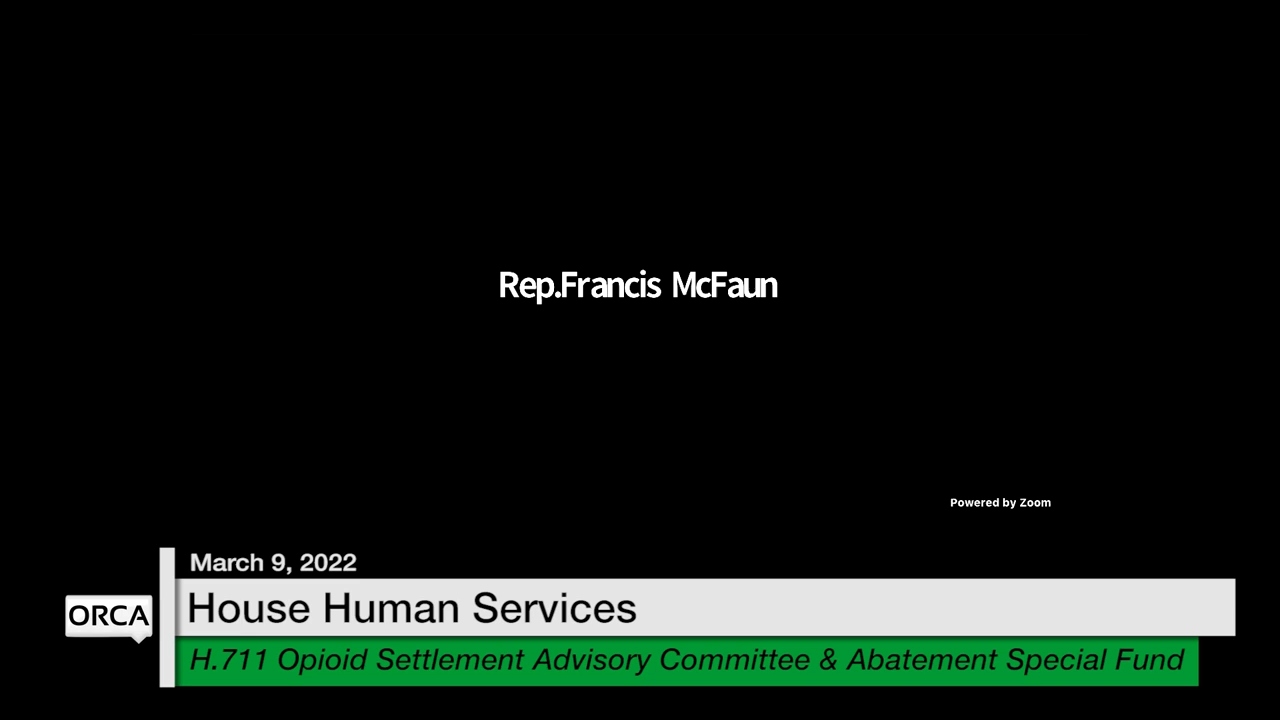 Rep.Francis McFaun
Powered by Zoom
March 9, 2022
House Human Services
ORCA
H.711 Opioid Settlement Advisory Committee & Abatement Special Fund